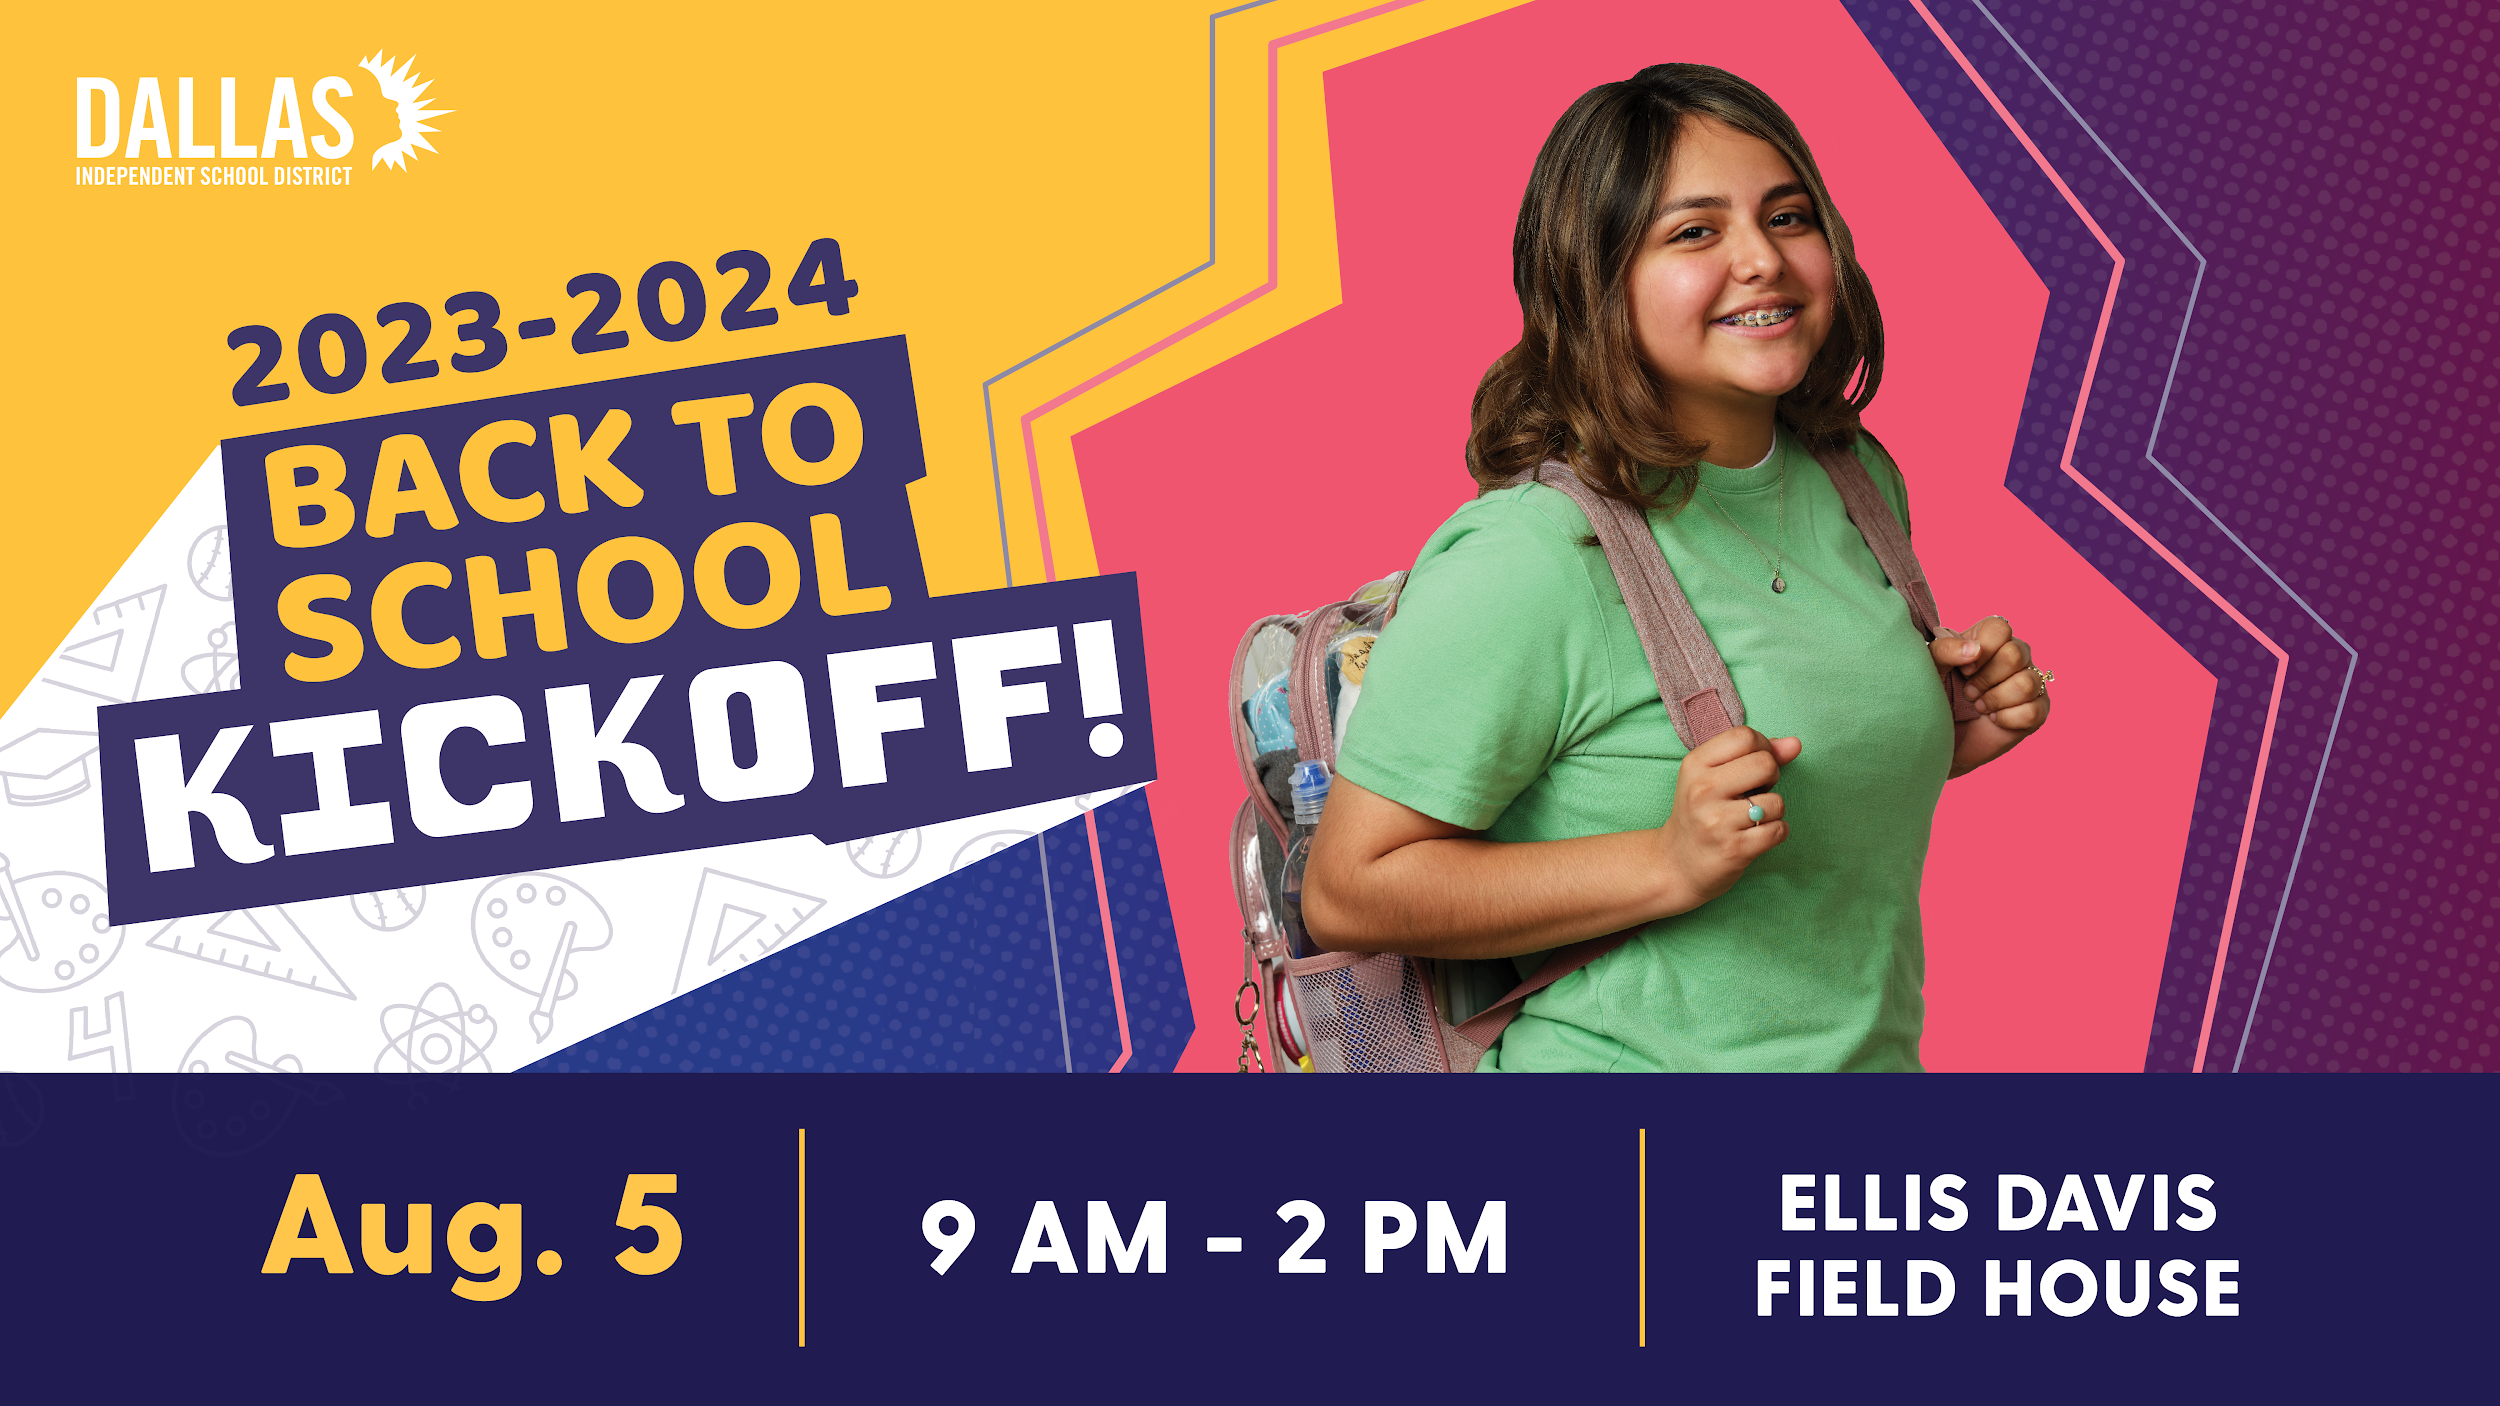 DALLAS
INDEPENDENT SCHOOL DISTRICT
2023-2024
BACK TO
SCHOOL
KICKOFF!
Aug. 5
9 AM - 2 PM
ELLIS DAVIS
FIELD HOUSE